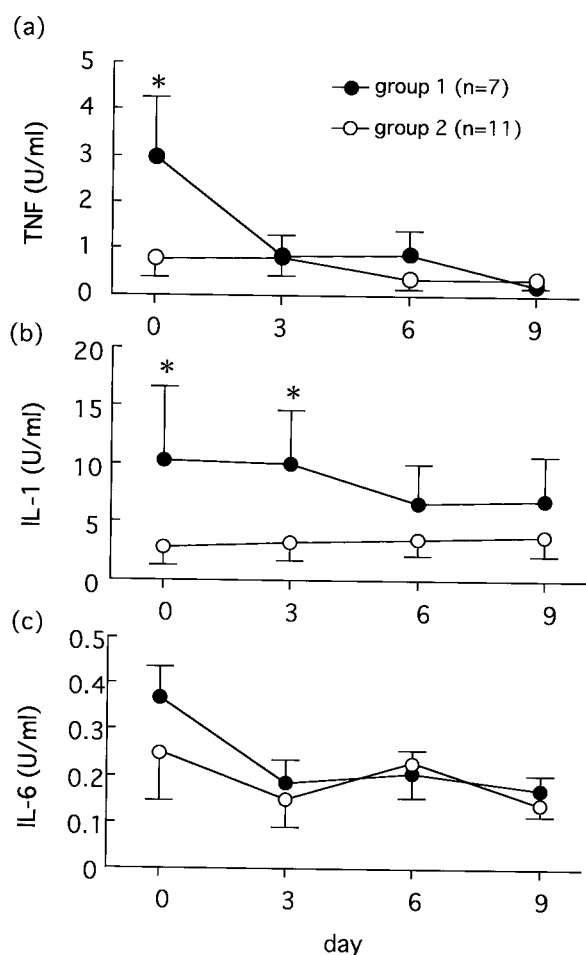 (a)
*
5
4
3
2
1
0
TNF (U/ml)
group 1 (n=7)
group 2 (n=11)
0 3 6 9
(b)
* *
20
15
10
5
0
IL-1 (U/ml)
0 3 6 9
(c)
0.5
0.4
0.3
0.2
0.1
0
IL-6 (U/ml)
0 3 6 9
day